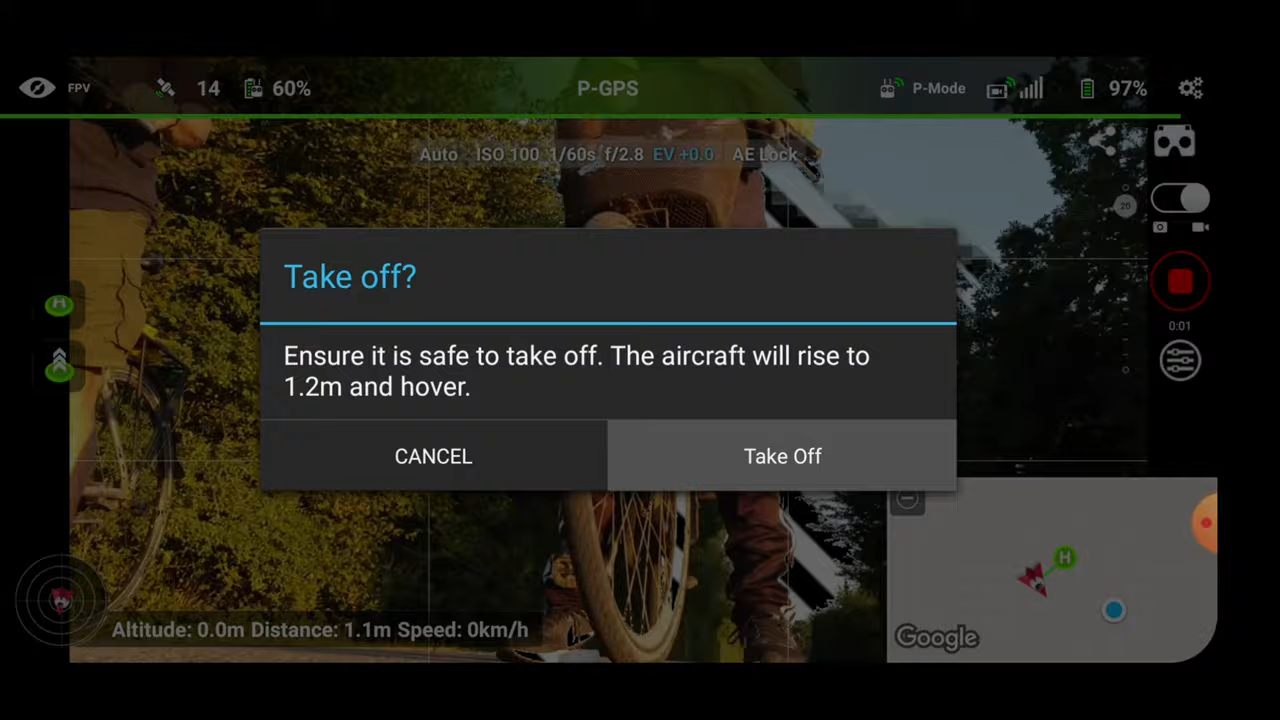 FPV 14 60% P-GPS P-Mode 97%
Auto ISO 100 1/60s f/2.8 EV +0.0 AE Lock
20
H
Take off?
0:01
Ensure it is safe to take off. The aircraft will rise to
1.2m and hover.
CANCEL Take Off
H
Altitude: 0.0m Distance: 1.1m Speed: 0km/h
Google